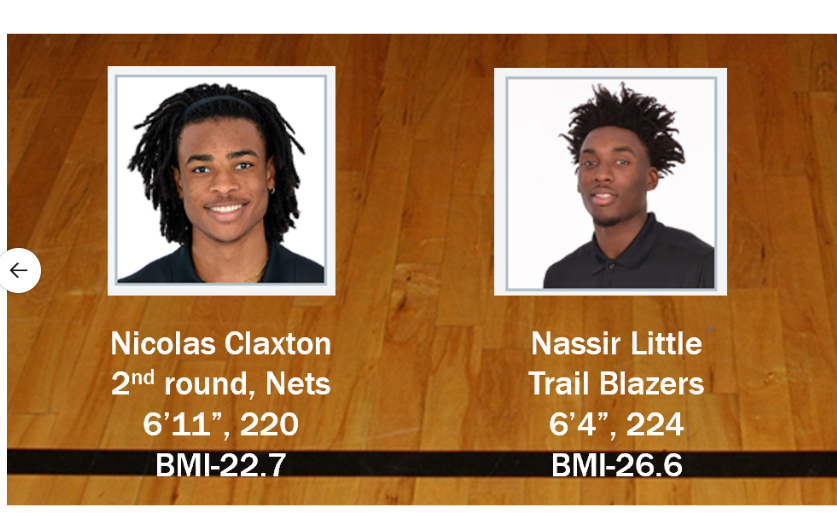 Nicolas Claxton
2nd round, Nets
6’11”, 220
BMI-22.7
Nassir Little
Trail Blazers
6’4”, 224
BMI-26.6